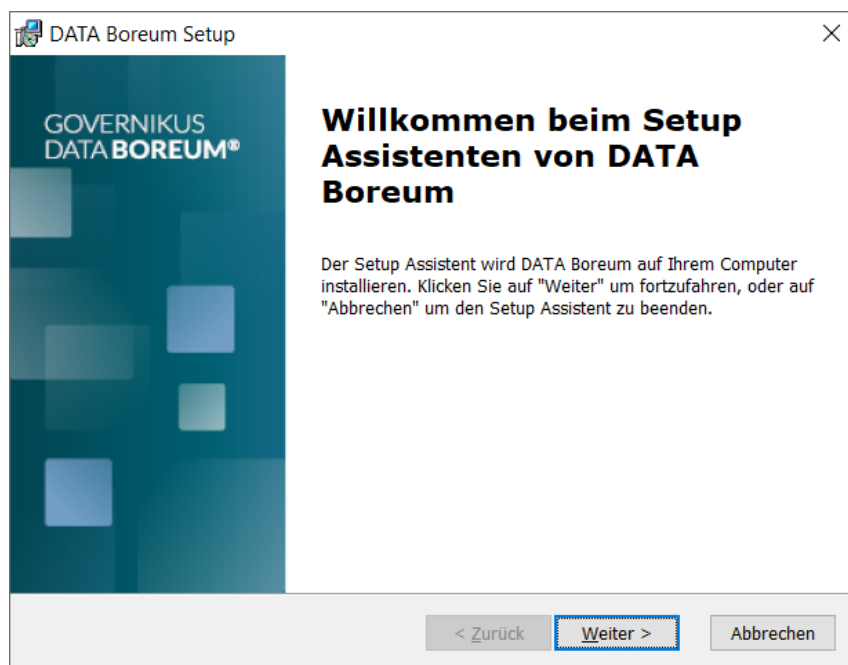 DATA Boreum Setup
GOVERNIKUS
DATA BOREUM®
Willkommen beim Setup
Assistenten von DATA
Boreum
Der Setup Assistent wird DATA Boreum auf Ihrem Computer
installieren. Klicken Sie auf "Weiter" um fortzufahren, oder auf
"Abbrechen" um den Setup Assistent zu beenden.
< Zurück Weiter > Abbrechen